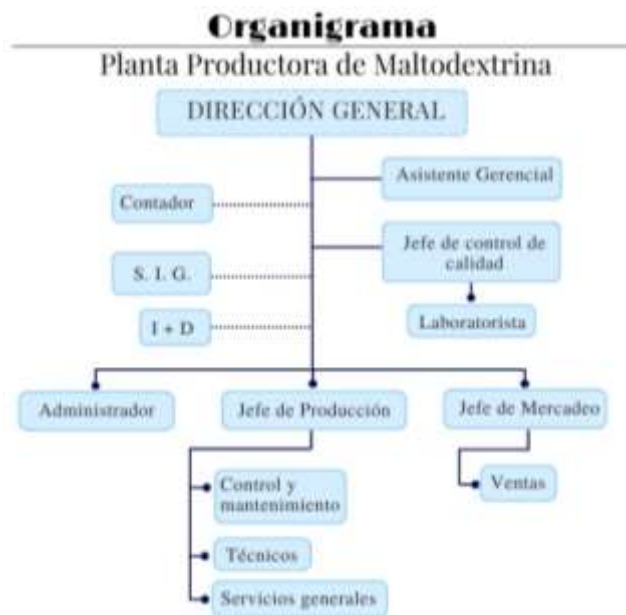 Organigrama
Planta Productora de Maltodextrina
DIRECCIÓN GENERAL
Asistente Gerencial
Contador
Jefe de control de
calidad
S. I. G.
Laboratorista
I + D
Administrador
Jefe de Producción
Jefe de Mercadeo
Control y
mantenimiento
Ventas
Técnicos
Servicios generales